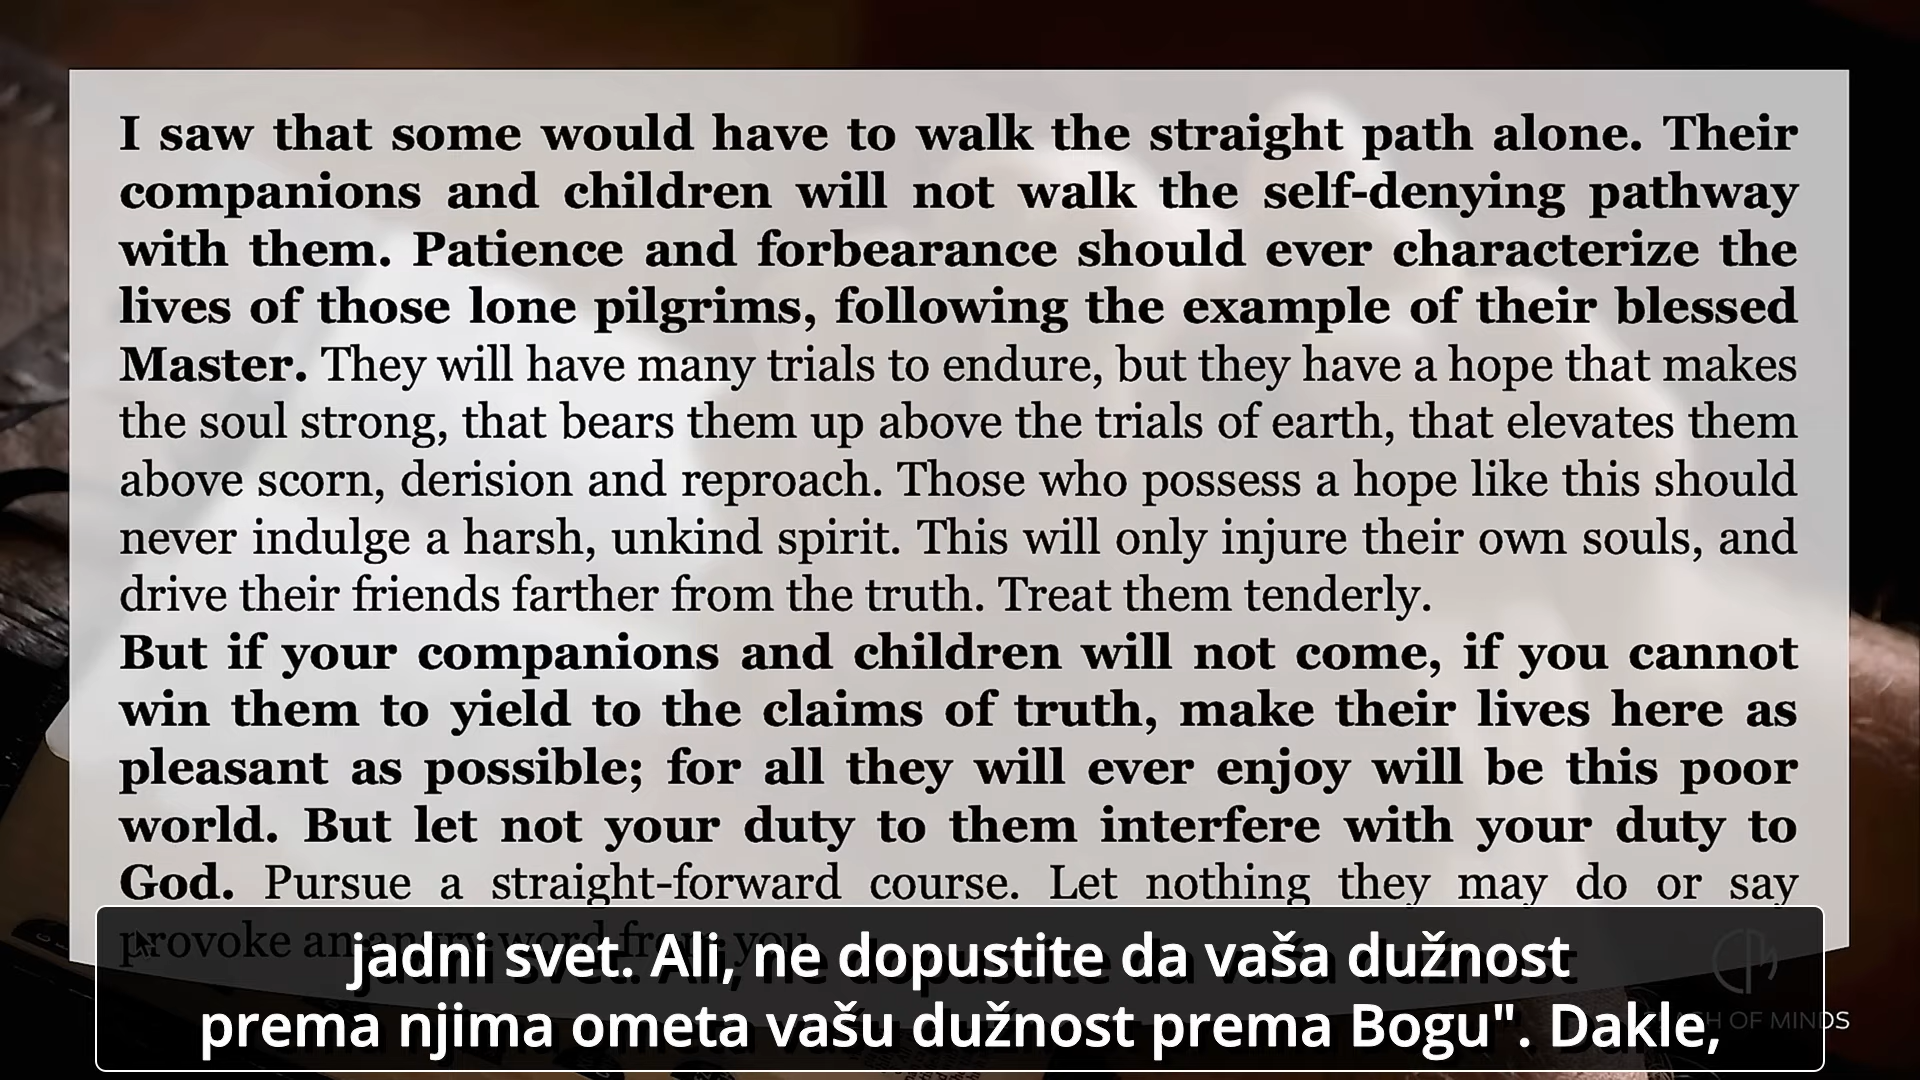 I saw that some would have to walk the straight path alone. Their
companions and children will not walk the self-denying pathway
with them. Patience and forbearance should ever characterize the
lives of those lone pilgrims, following the example of their blessed
Master. They will have many trials to endure, but they have a hope that makes
the soul strong, that bears them up above the trials of earth, that elevates them
above scorn, derision and reproach. Those who possess a hope like this should
never indulge a harsh, unkind spirit. This will only injure their own souls, and
drive their friends farther from the truth. Treat them tenderly.
But if your companions and children will not come, if you cannot
win them to yield to the claims of truth, make their lives here as
pleasant as possible; for all they will ever enjoy will be this poor
world. But let not your duty to them interfere with your duty to
God. Pursue a straight-forward course. Let nothing they may do or say
provoke an angry word from you.
jadni svet. Ali, ne dopustite da vaša dužnost
prema njima ometa vašu dužnost prema Bogu". Dakle,
OF MINDS